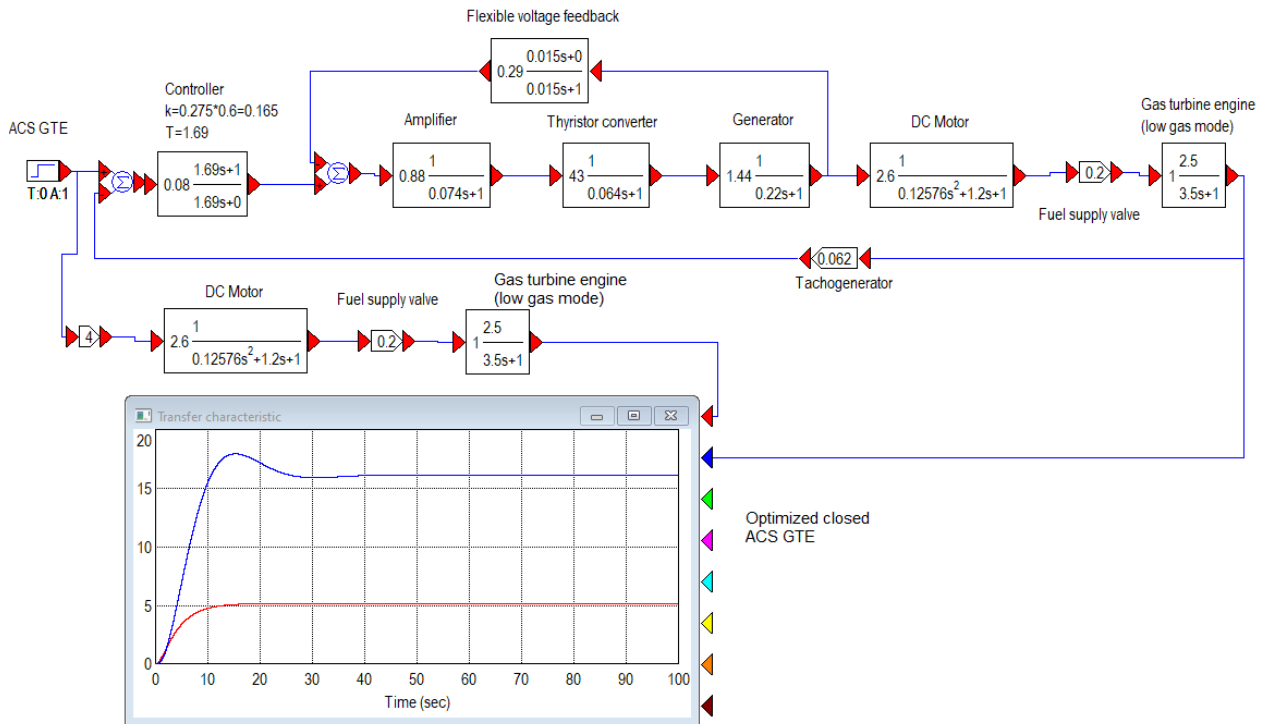 Flexible voltage feedback
0.29 0.015s+0
0.015s+1
Controller
k=0.275*0.6=0.165
T=1.69
ACS GTE
T:0 A:1
+
Σ
0.08 1.69s+1
1.69s+0
-
+
Σ
Amplifier
0.88 1
0.074s+1
Thyristor converter
43 1
0.064s+1
Generator
1.44 1
0.22s+1
DC Motor
2.6 1
0.12576s²+1.2s+1
0.2
Fuel supply valve
Gas turbine engine
(low gas mode)
1 2.5
3.5s+1
0.062
Tachogenerator
4
DC Motor
2.6 1
0.12576s²+1.2s+1
Fuel supply valve
0.2
Gas turbine engine
(low gas mode)
1 2.5
3.5s+1
Transfer characteristic
20
15
10
5
0
0 10 20 30 40 50 60 70 80 90 100
Time (sec)
Optimized closed
ACS GTE